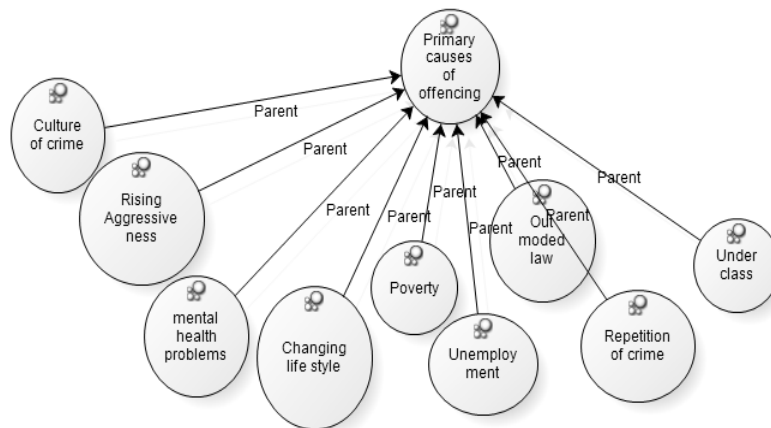 Primary
causes
of
offencing
Culture
of crime
Parent
Rising
Aggressive
ness
Parent
mental
health
problems
Parent
Changing
life style
Parent
Poverty
Parent
Unemploy
ment
Parent
Out
moded
law
Parent
Repetition
of crime
Parent
Under
class
Parent